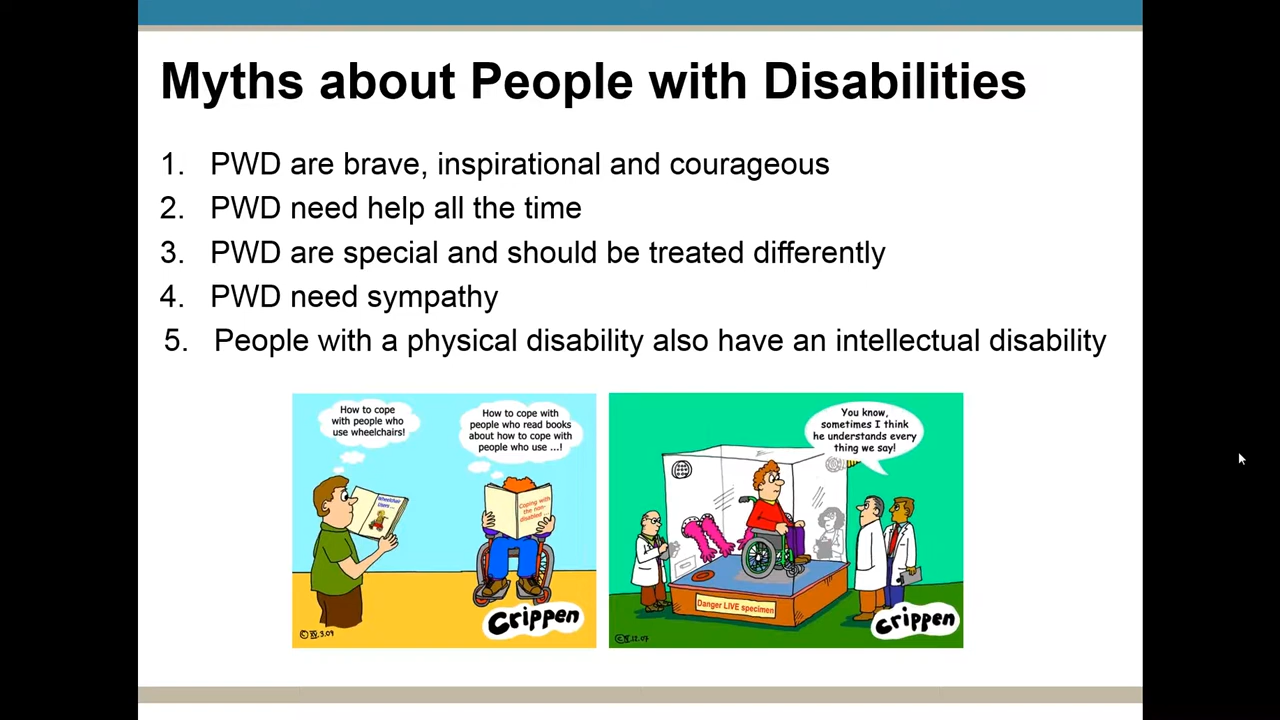 Myths about People with Disabilities
1. PWD are brave, inspirational and courageous
2. PWD need help all the time
3. PWD are special and should be treated differently
4. PWD need sympathy
5. People with a physical disability also have an intellectual disability
How to cope
with people who
use wheelchairs!
How to cope with
people who read books
about how to cope with
people who use ...!
Wheelchair
Users...
Coping with
the non-
disabled...
Crippen
You know,
sometimes I think
he understands every
thing we say!
Danger LIVE specimen
Crippen